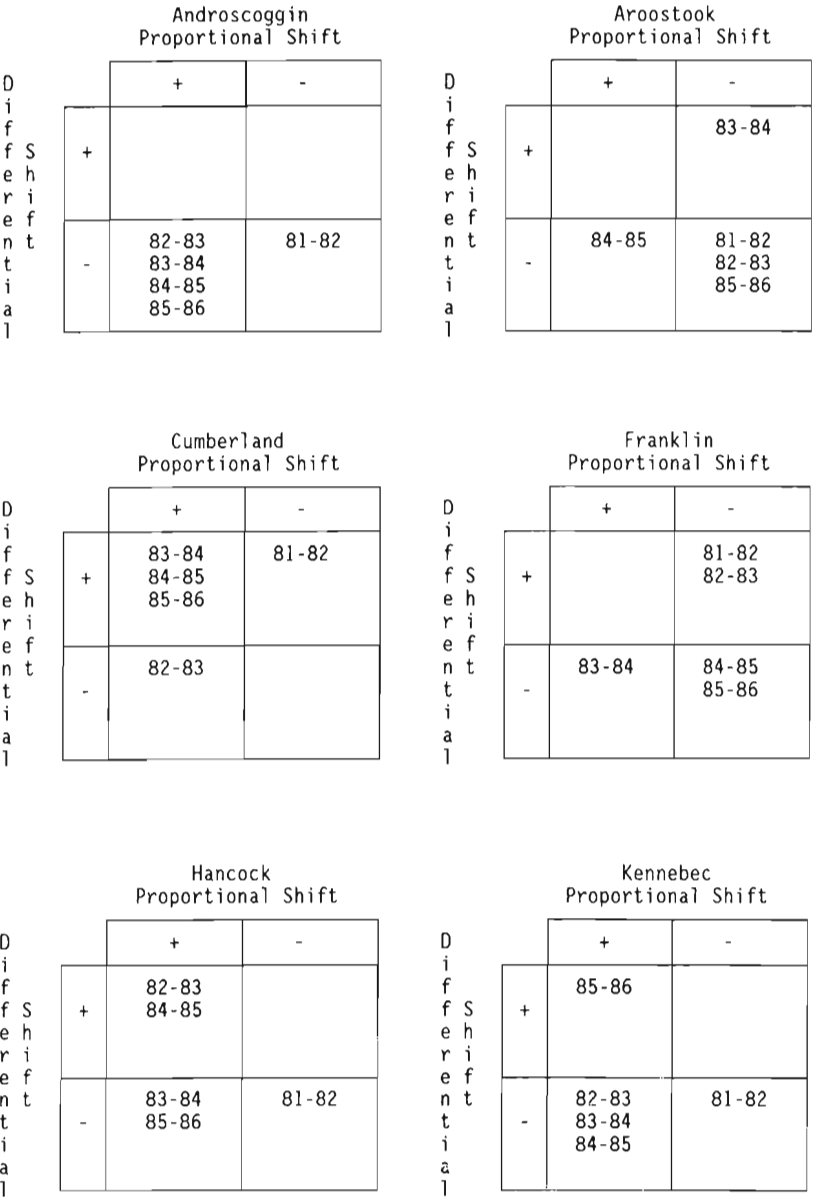 Androscoggin
Proportional Shift
Differential Shift
+ -
+
-
82-83 81-82
83-84
84-85
85-86
Aroostook
Proportional Shift
Differential Shift
+ -
83-84
+
84-85 81-82
- 82-83
85-86
Cumberland
Proportional Shift
Differential Shift
+ -
83-84 81-82
+ 84-85
85-86
82-83
-
Franklin
Proportional Shift
Differential Shift
+ -
81-82
+ 82-83
83-84 84-85
- 85-86
Hancock
Proportional Shift
Differential Shift
+ -
82-83
+ 84-85
83-84 81-82
- 85-86
Kennebec
Proportional Shift
Differential Shift
+ -
85-86
+
82-83 81-82
- 83-84
84-85